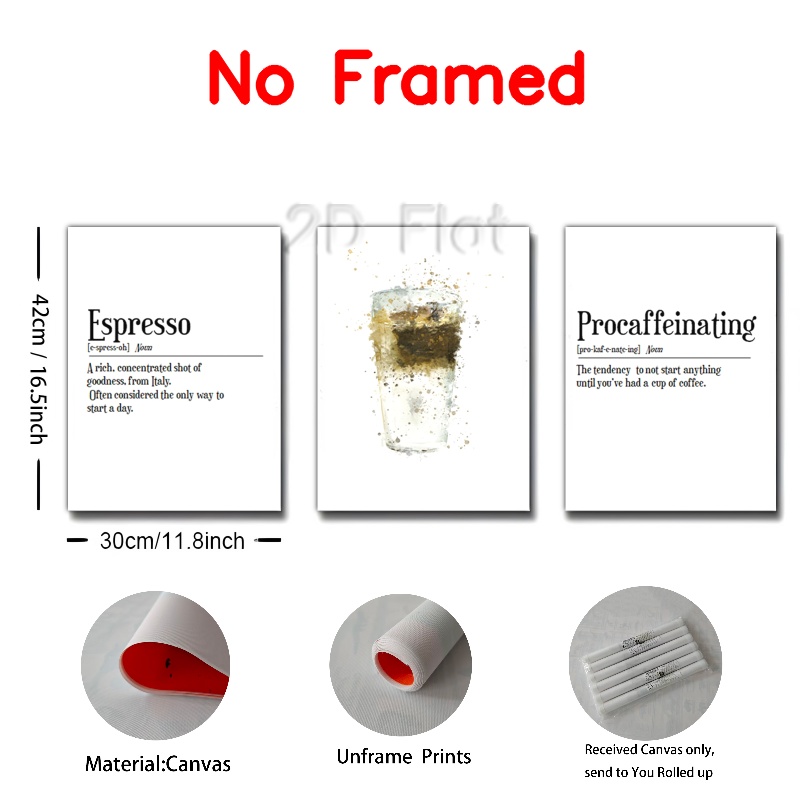 No Framed
2D Flat
42cm / 16.5inch
Espresso
[e-spress-oh] Noun
A rich, concentrated shot of
goodness, from Italy.
Often considered the only way to
start a day.
Procaffeinating
[pro-kaf-e-nate-ing] Noun
The tendency to not start anything
until you've had a cup of coffee.
30cm/11.8inch
Material:Canvas
Unframe Prints
Received Canvas only,
send to You Rolled up